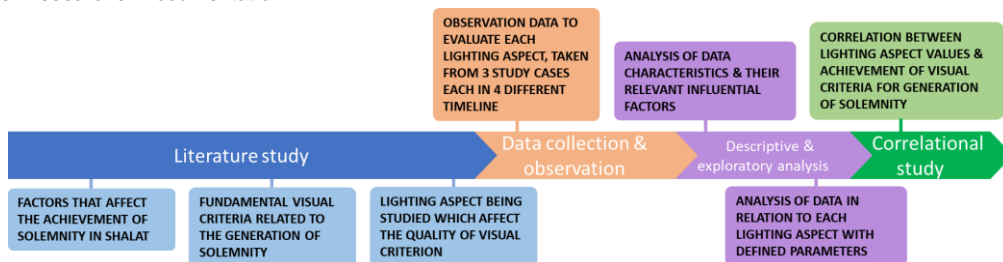 OBSERVATION DATA TO
EVALUATE EACH
LIGHTING ASPECT, TAKEN
FROM 3 STUDY CASES
EACH IN 4 DIFFERENT
TIMELINE
ANALYSIS OF DATA
CHARACTERISTICS & THEIR
RELEVANT INFLUENTIAL
FACTORS
CORRELATION BETWEEN
LIGHTING ASPECT VALUES &
ACHIEVEMENT OF VISUAL
CRITERIA FOR GENERATION
OF SOLEMNITY
Literature study
Data collection &
observation
Descriptive &
exploratory analysis
Correlational
study
FACTORS THAT AFFECT
THE ACHIEVEMENT OF
SOLEMNITY IN SHALAT
FUNDAMENTAL VISUAL
CRITERIA RELATED TO
THE GENERATION OF
SOLEMNITY
LIGHTING ASPECT BEING
STUDIED WHICH AFFECT
THE QUALITY OF VISUAL
CRITERION
ANALYSIS OF DATA IN
RELATION TO EACH
LIGHTING ASPECT WITH
DEFINED PARAMETERS